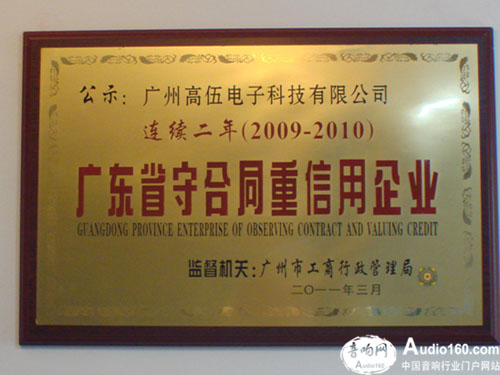 公示：广州高伍电子科技有限公司
连续二年(2009-2010)
广东省守合同重信用企业
GUANGDONG PROVINCE ENTERPRISE OF OBSERVING CONTRACT AND VALUING CREDIT
监督机关：广州市工商行政管理局
二〇一一年三月
音响网 Audio160.com
中国音响行业门户网站